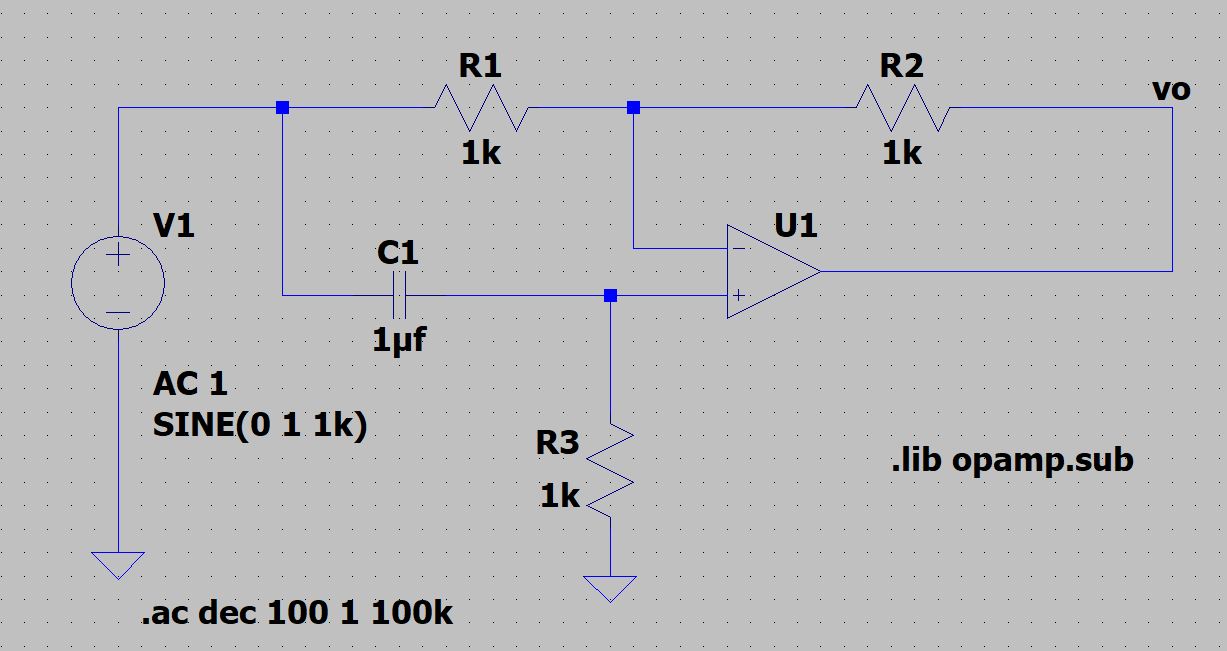 R1
R2
vo
1k
1k
V1
U1
C1
1µf
AC 1
SINE(0 1 1k)
R3
1k
.lib opamp.sub
.ac dec 100 1 100k